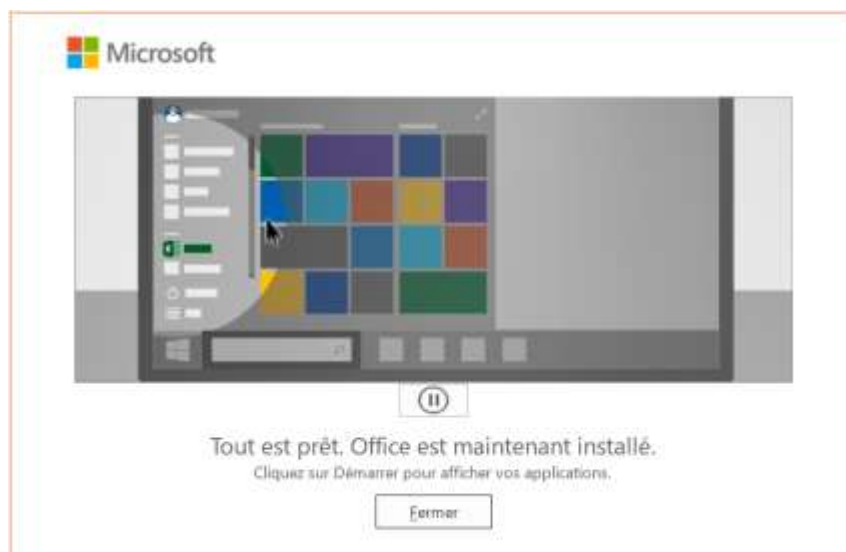 Microsoft
Tout est prêt. Office est maintenant installé.
Cliquez sur Démarrer pour afficher vos applications.
Fermer